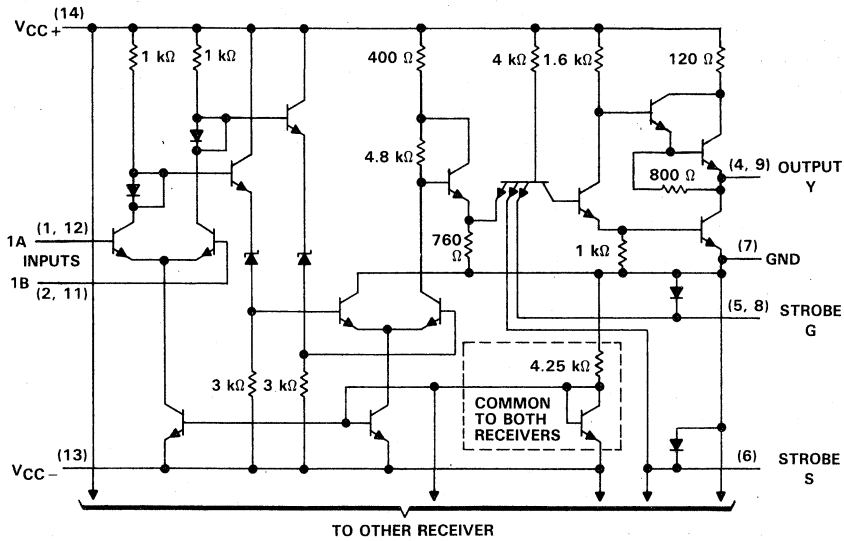 VCC+ (14)
1 kΩ
1 kΩ
400 Ω
4 kΩ
1.6 kΩ
120 Ω
4.8 kΩ
800 Ω
(4, 9) OUTPUT
Y
1A (1, 12)
INPUTS
1B
(2, 11)
760
Ω
1 kΩ
(7)
GND
(5, 8) STROBE
G
4.25 kΩ
COMMON
TO BOTH
RECEIVERS
3 kΩ
3 kΩ
(6) STROBE
S
VCC− (13)
TO OTHER RECEIVER